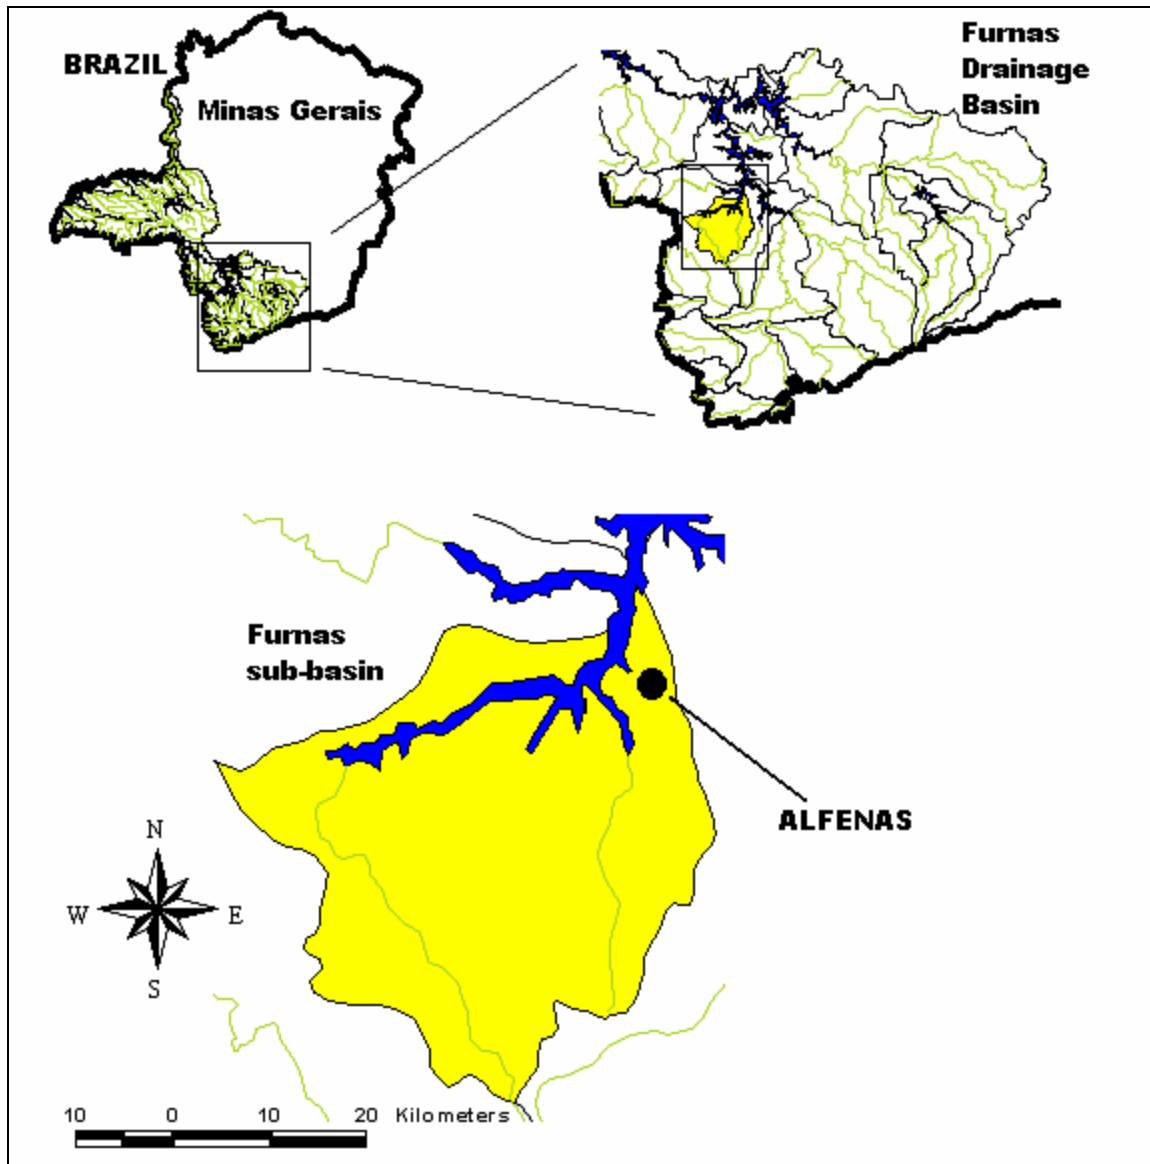 BRAZIL
Minas Gerais
Furnas
Drainage
Basin
Furnas
sub-basin
ALFENAS
N
W
E
S
10 0 10 20 Kilometers